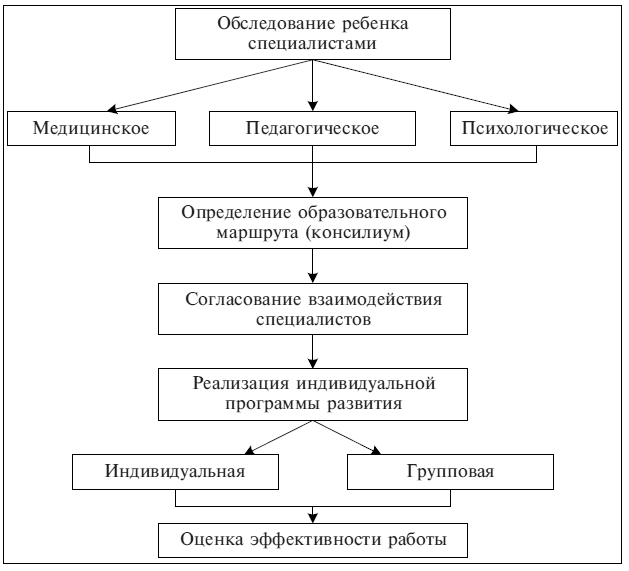 Обследование ребенка
специалистами
Медицинское
Педагогическое
Психологическое
Определение образовательного
маршрута (консилиум)
Согласование взаимодействия
специалистов
Реализация индивидуальной
программы развития
Индивидуальная
Групповая
Оценка эффективности работы